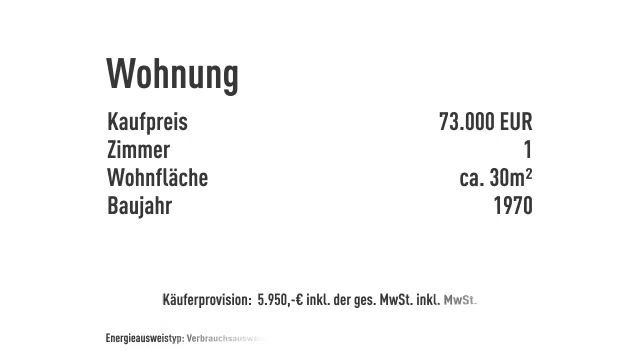 Wohnung
Kaufpreis 73.000 EUR
Zimmer 1
Wohnfläche ca. 30m²
Baujahr 1970
Käuferprovision: 5.950,-€ inkl. der ges. MwSt. inkl. MwSt.
Energieausweistyp: Verbrauchsauswei